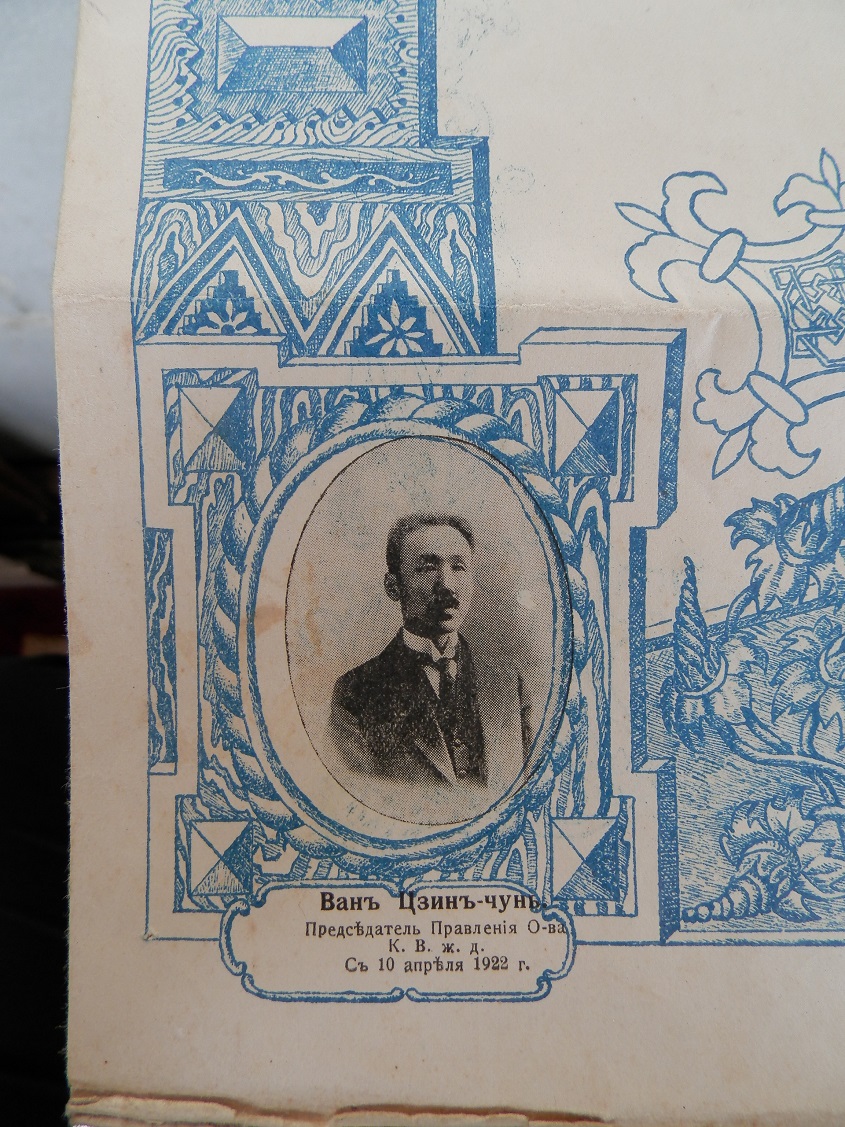 Ванъ Цзинъ-чунь.
Предсѣдатель Правленія О-ва
К. В. ж. д.
Съ 10 апрѣля 1922 г.